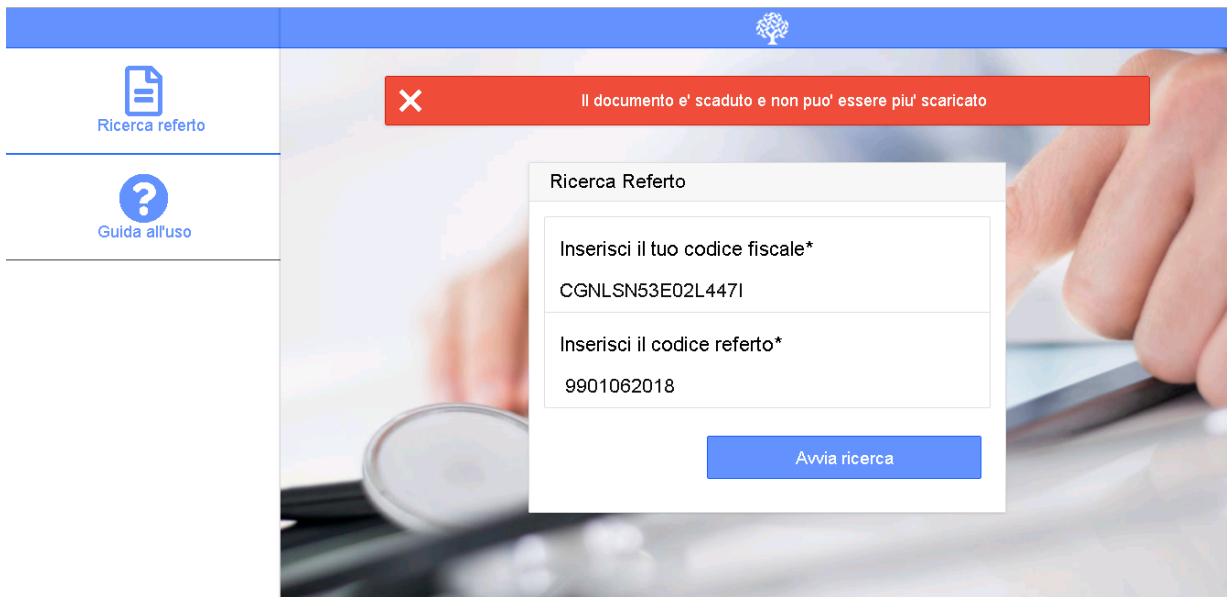 Ricerca referto
Guida all'uso
Il documento e' scaduto e non puo' essere piu' scaricato
Ricerca Referto
Inserisci il tuo codice fiscale*
CGNLSN53E02L447I
Inserisci il codice referto*
9901062018
Avvia ricerca